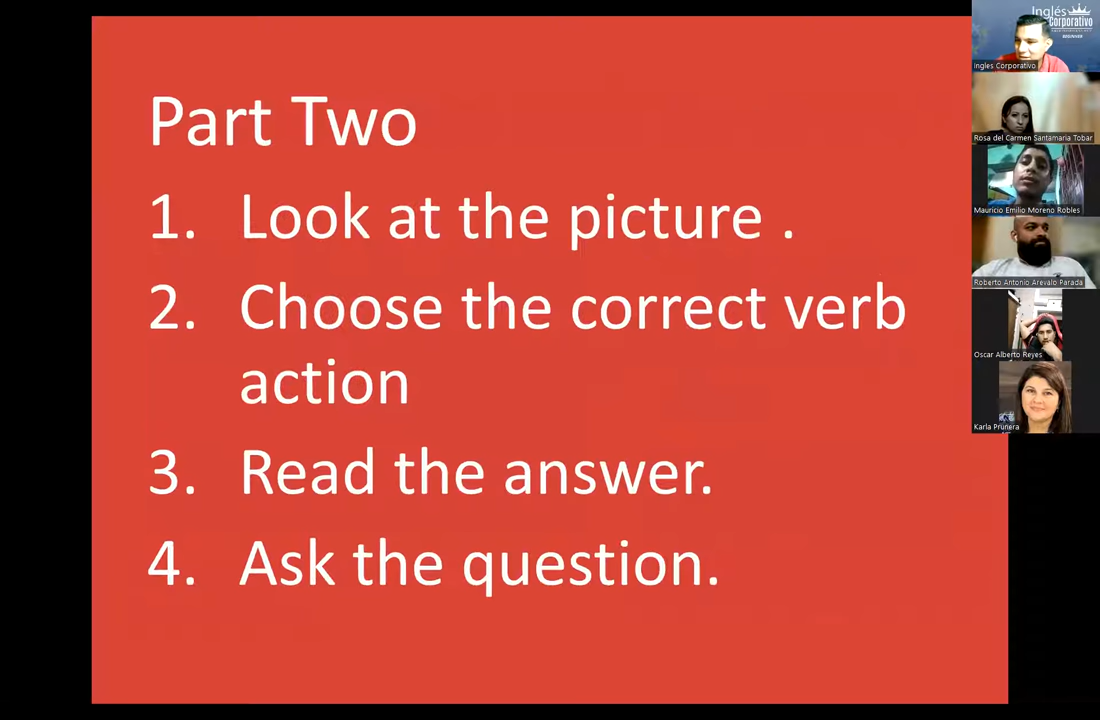 Part Two
1. Look at the picture .
2. Choose the correct verb
action
3. Read the answer.
4. Ask the question.
Inglés
Corporativo
BEGINNER
Ingles Corporativo
Rosa del Carmen Santamaria Tobar
Mauricio Emilio Moreno Robles
Roberto Antonio Arevalo Parada
Oscar Alberto Reyes
Karla Prunera